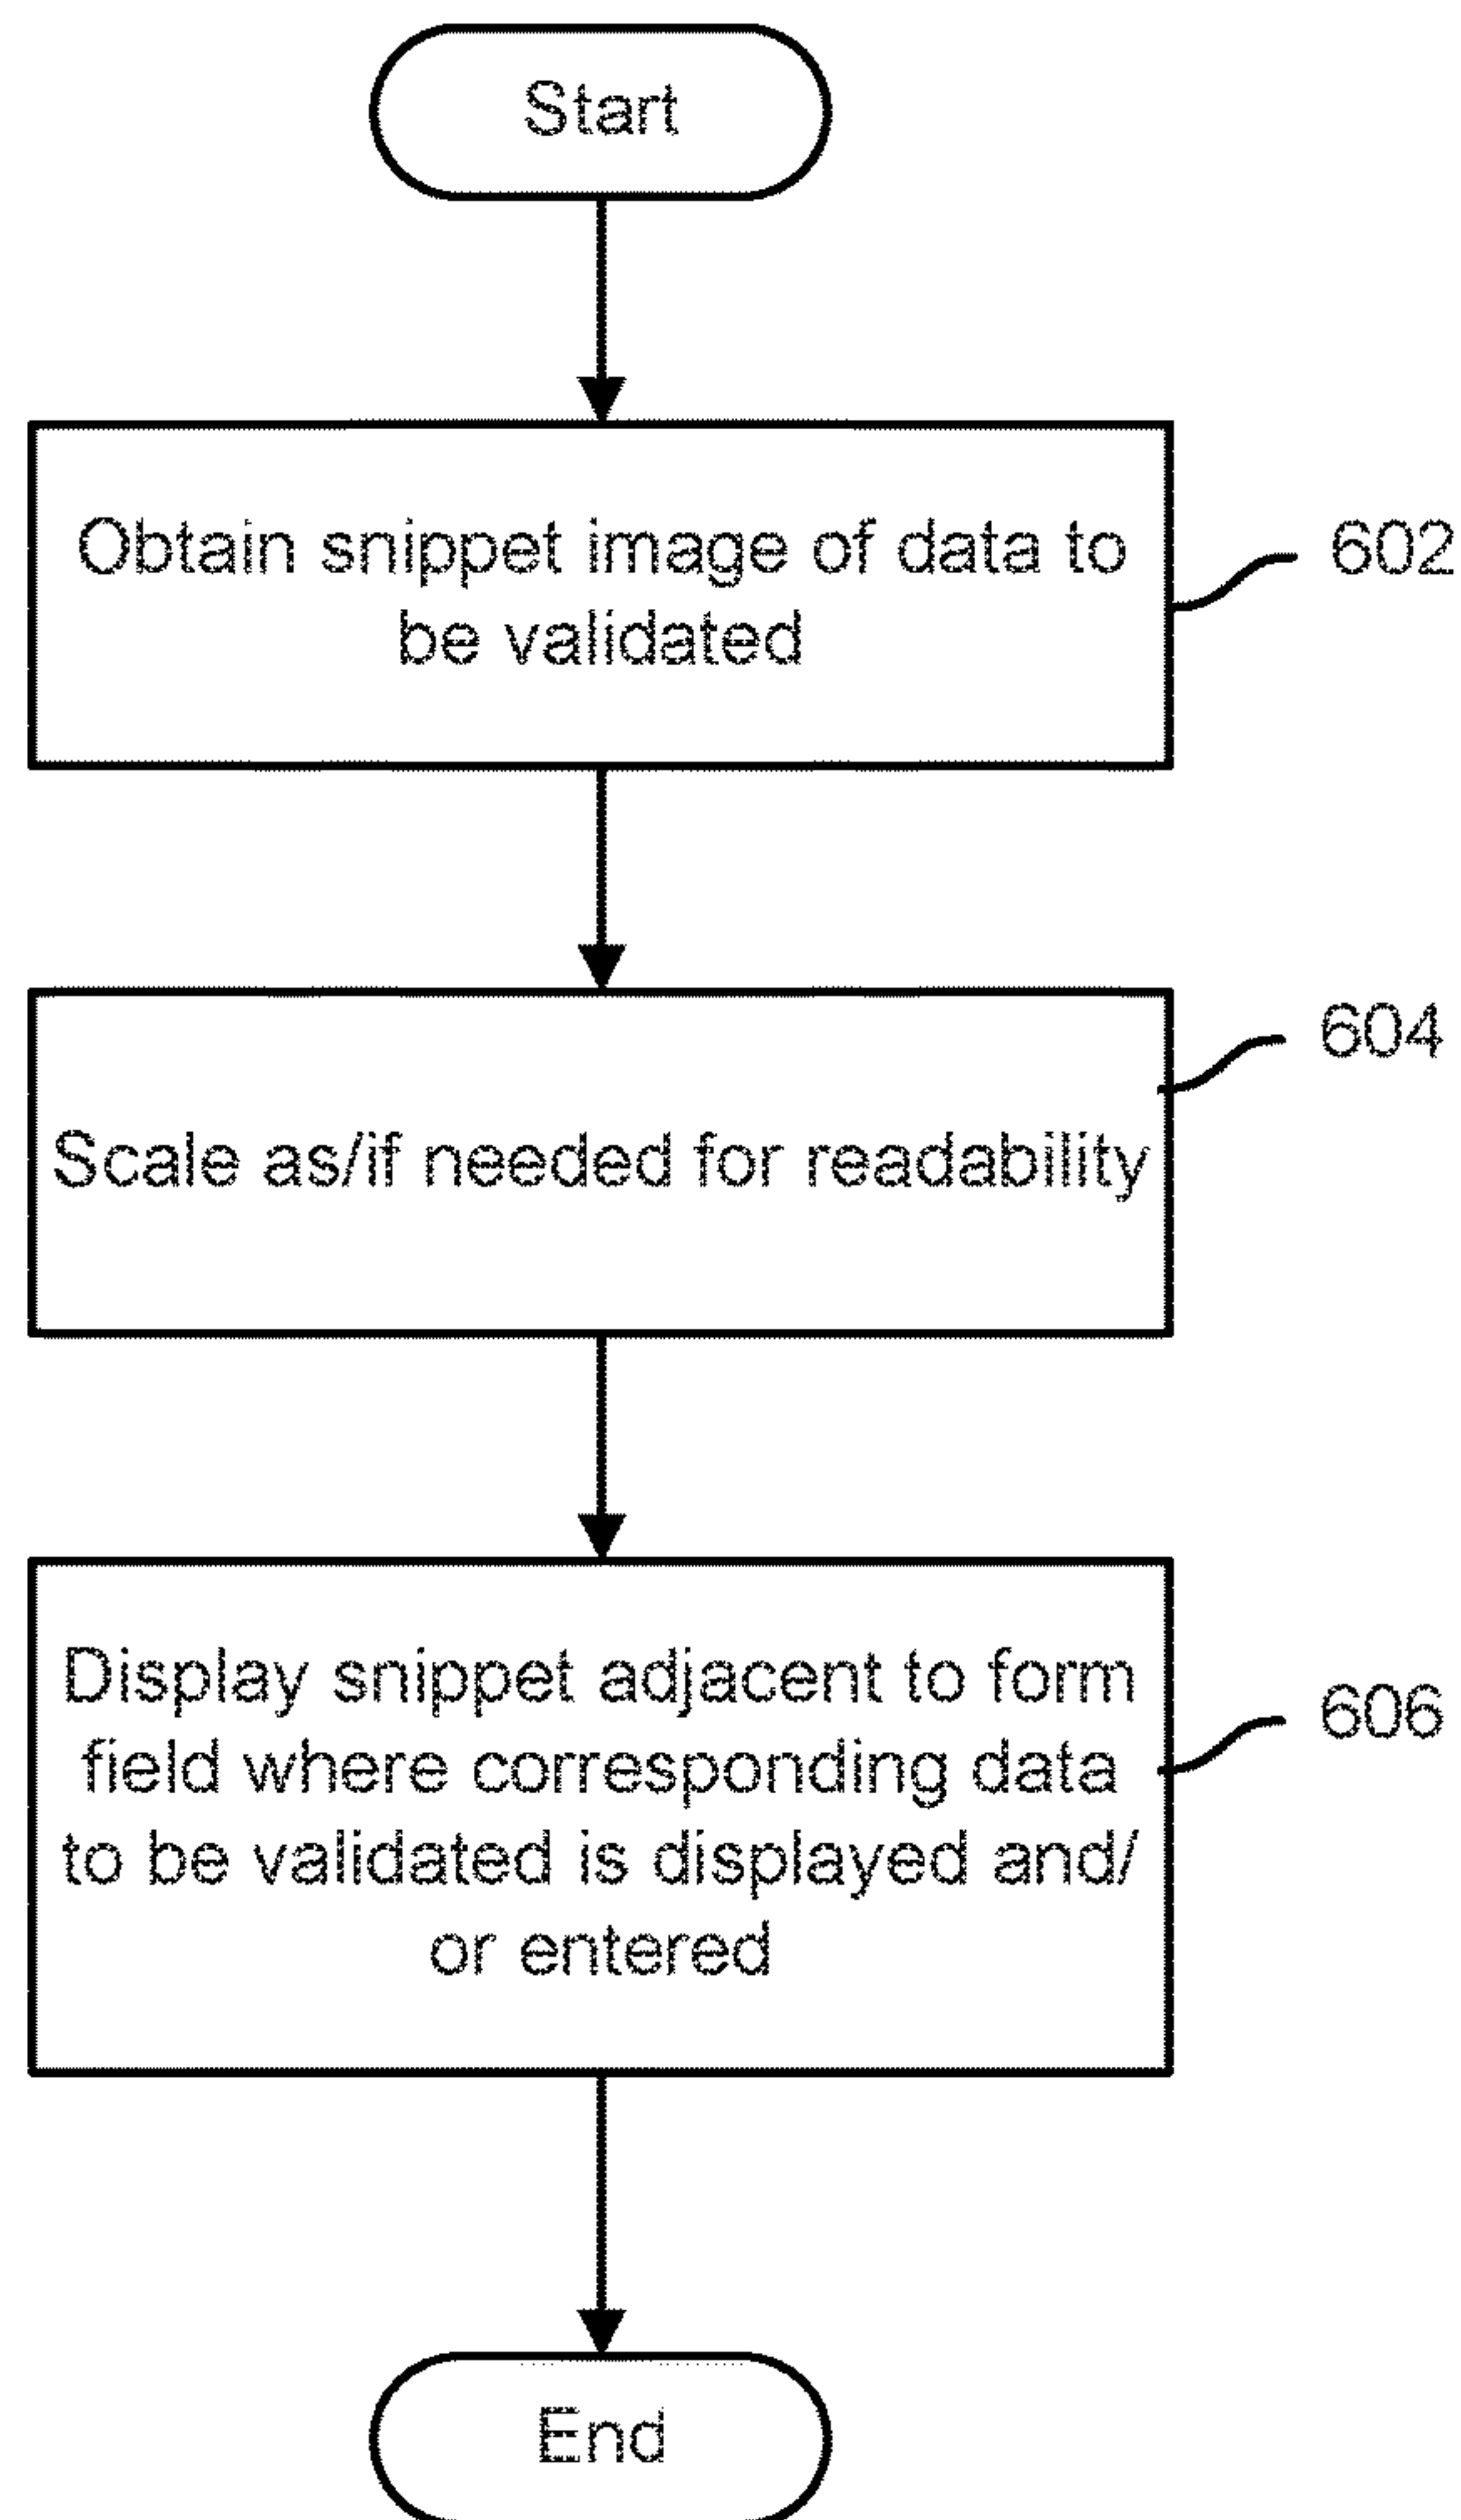 Start
Obtain snippet image of data to
be validated
602
Scale as/if needed for readability
604
Display snippet adjacent to form
field where corresponding data
to be validated is displayed and/
or entered
606
End